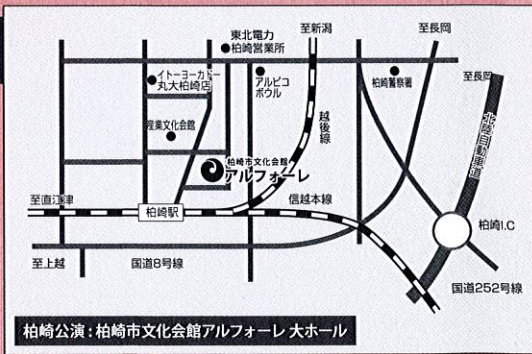 至新潟
至長岡
東北電力
柏崎営業所
イトーヨーカドー
丸大柏崎店
アルピコ
ボウル
柏崎警察署
至長岡
産業文化会館
越後線
北陸自動車道
柏崎市文化会館
アルフォーレ
至直江津
柏崎駅
信越本線
柏崎I.C
至上越
国道8号線
国道252号線
柏崎公演：柏崎市文化会館アルフォーレ 大ホール